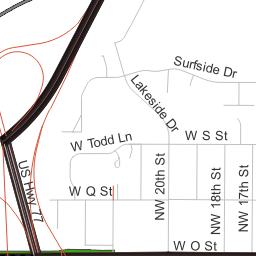 Surfside Dr
Lakeside Dr
W S St
W Todd Ln
US Hwy 77
W Q St
NW 20th St
NW 18th St
NW 17th St
W O St